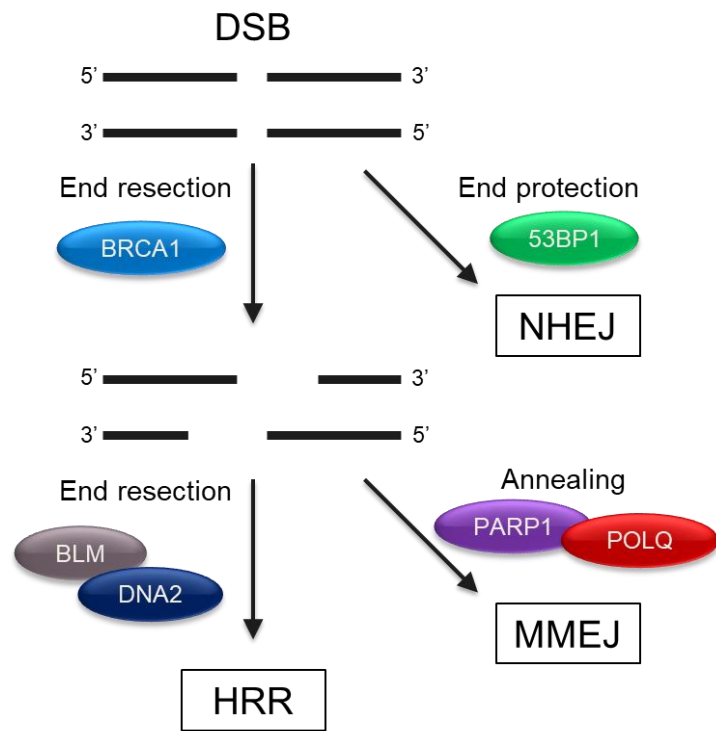 DSB
5’ 3’
3’ 5’
End resection End protection
BRCA1 53BP1
NHEJ
5’ 3’
3’ 5’
End resection Annealing
PARP1
BLM POLQ
DNA2
MMEJ
HRR